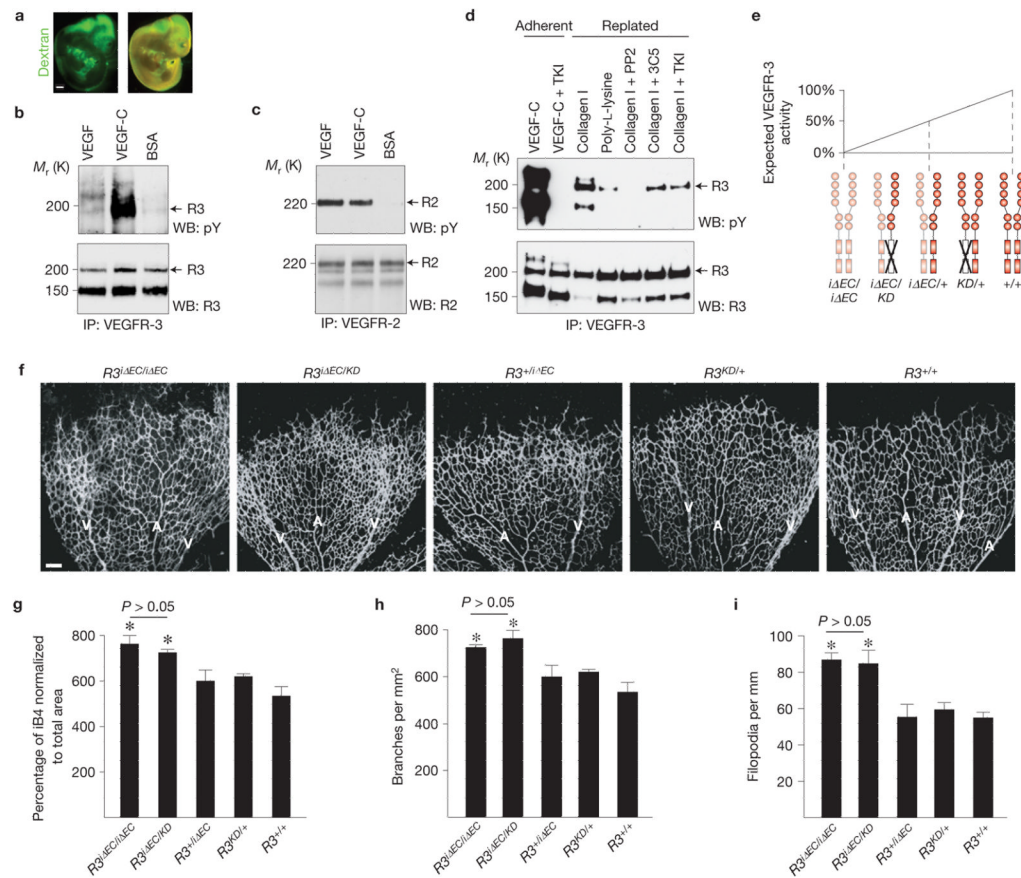 a
Dextran
b
VEGF
VEGF-C
BSA
Mr (K)
200
R3
WB: pY
200
R3
150
WB: R3
IP: VEGFR-3
c
VEGF
VEGF-C
BSA
Mr (K)
220
R2
WB: pY
220
R2
WB: R2
IP: VEGFR-2
d
Adherent
Replated
VEGF-C
VEGF-C + TKI
Collagen I
Poly-L-lysine
Collagen I + PP2
Collagen I + 3C5
Collagen I + TKI
Mr (K)
200
R3
150
WB: pY
200
R3
150
WB: R3
IP: VEGFR-3
e
Expected VEGFR-3
activity
100%
50%
0%
iΔEC/
iΔEC
iΔEC/
KD
iΔEC/+
KD/+
+/+
f
R3iΔEC/iΔEC
R3iΔEC/KD
R3+/i^EC
R3KD/+
R3+/+
V
A
V
V
A
V
A
V
V
A
V
V
A
V
A
g
P > 0.05
* *
Percentage of iB4 normalized
to total area
800
600
400
200
R3iΔEC/iΔEC
R3iΔEC/KD
R3+/iΔEC
R3KD/+
R3+/+
h
P > 0.05
* *
Branches per mm2
800
600
400
200
R3iΔEC/iΔEC
R3iΔEC/KD
R3+/iΔEC
R3KD/+
R3+/+
i
P > 0.05
* *
Filopodia per mm
100
80
60
40
20
R3iΔEC/iΔEC
R3iΔEC/KD
R3+/iΔEC
R3KD/+
R3+/+